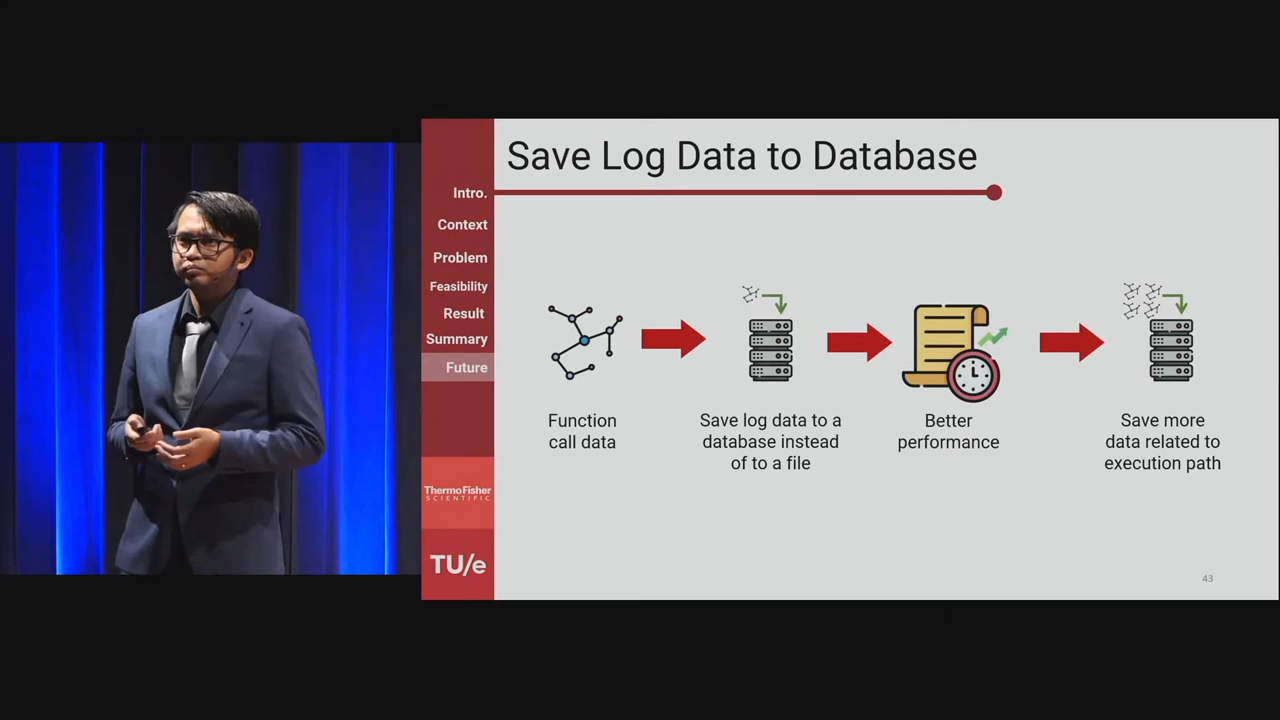 Save Log Data to Database
Intro.
Context
Problem
Feasibility
Result
Summary
Future
ThermoFisher
SCIENTIFIC
TU/e
Function
call data
Save log data to a
database instead
of to a file
Better
performance
Save more
data related to
execution path
43